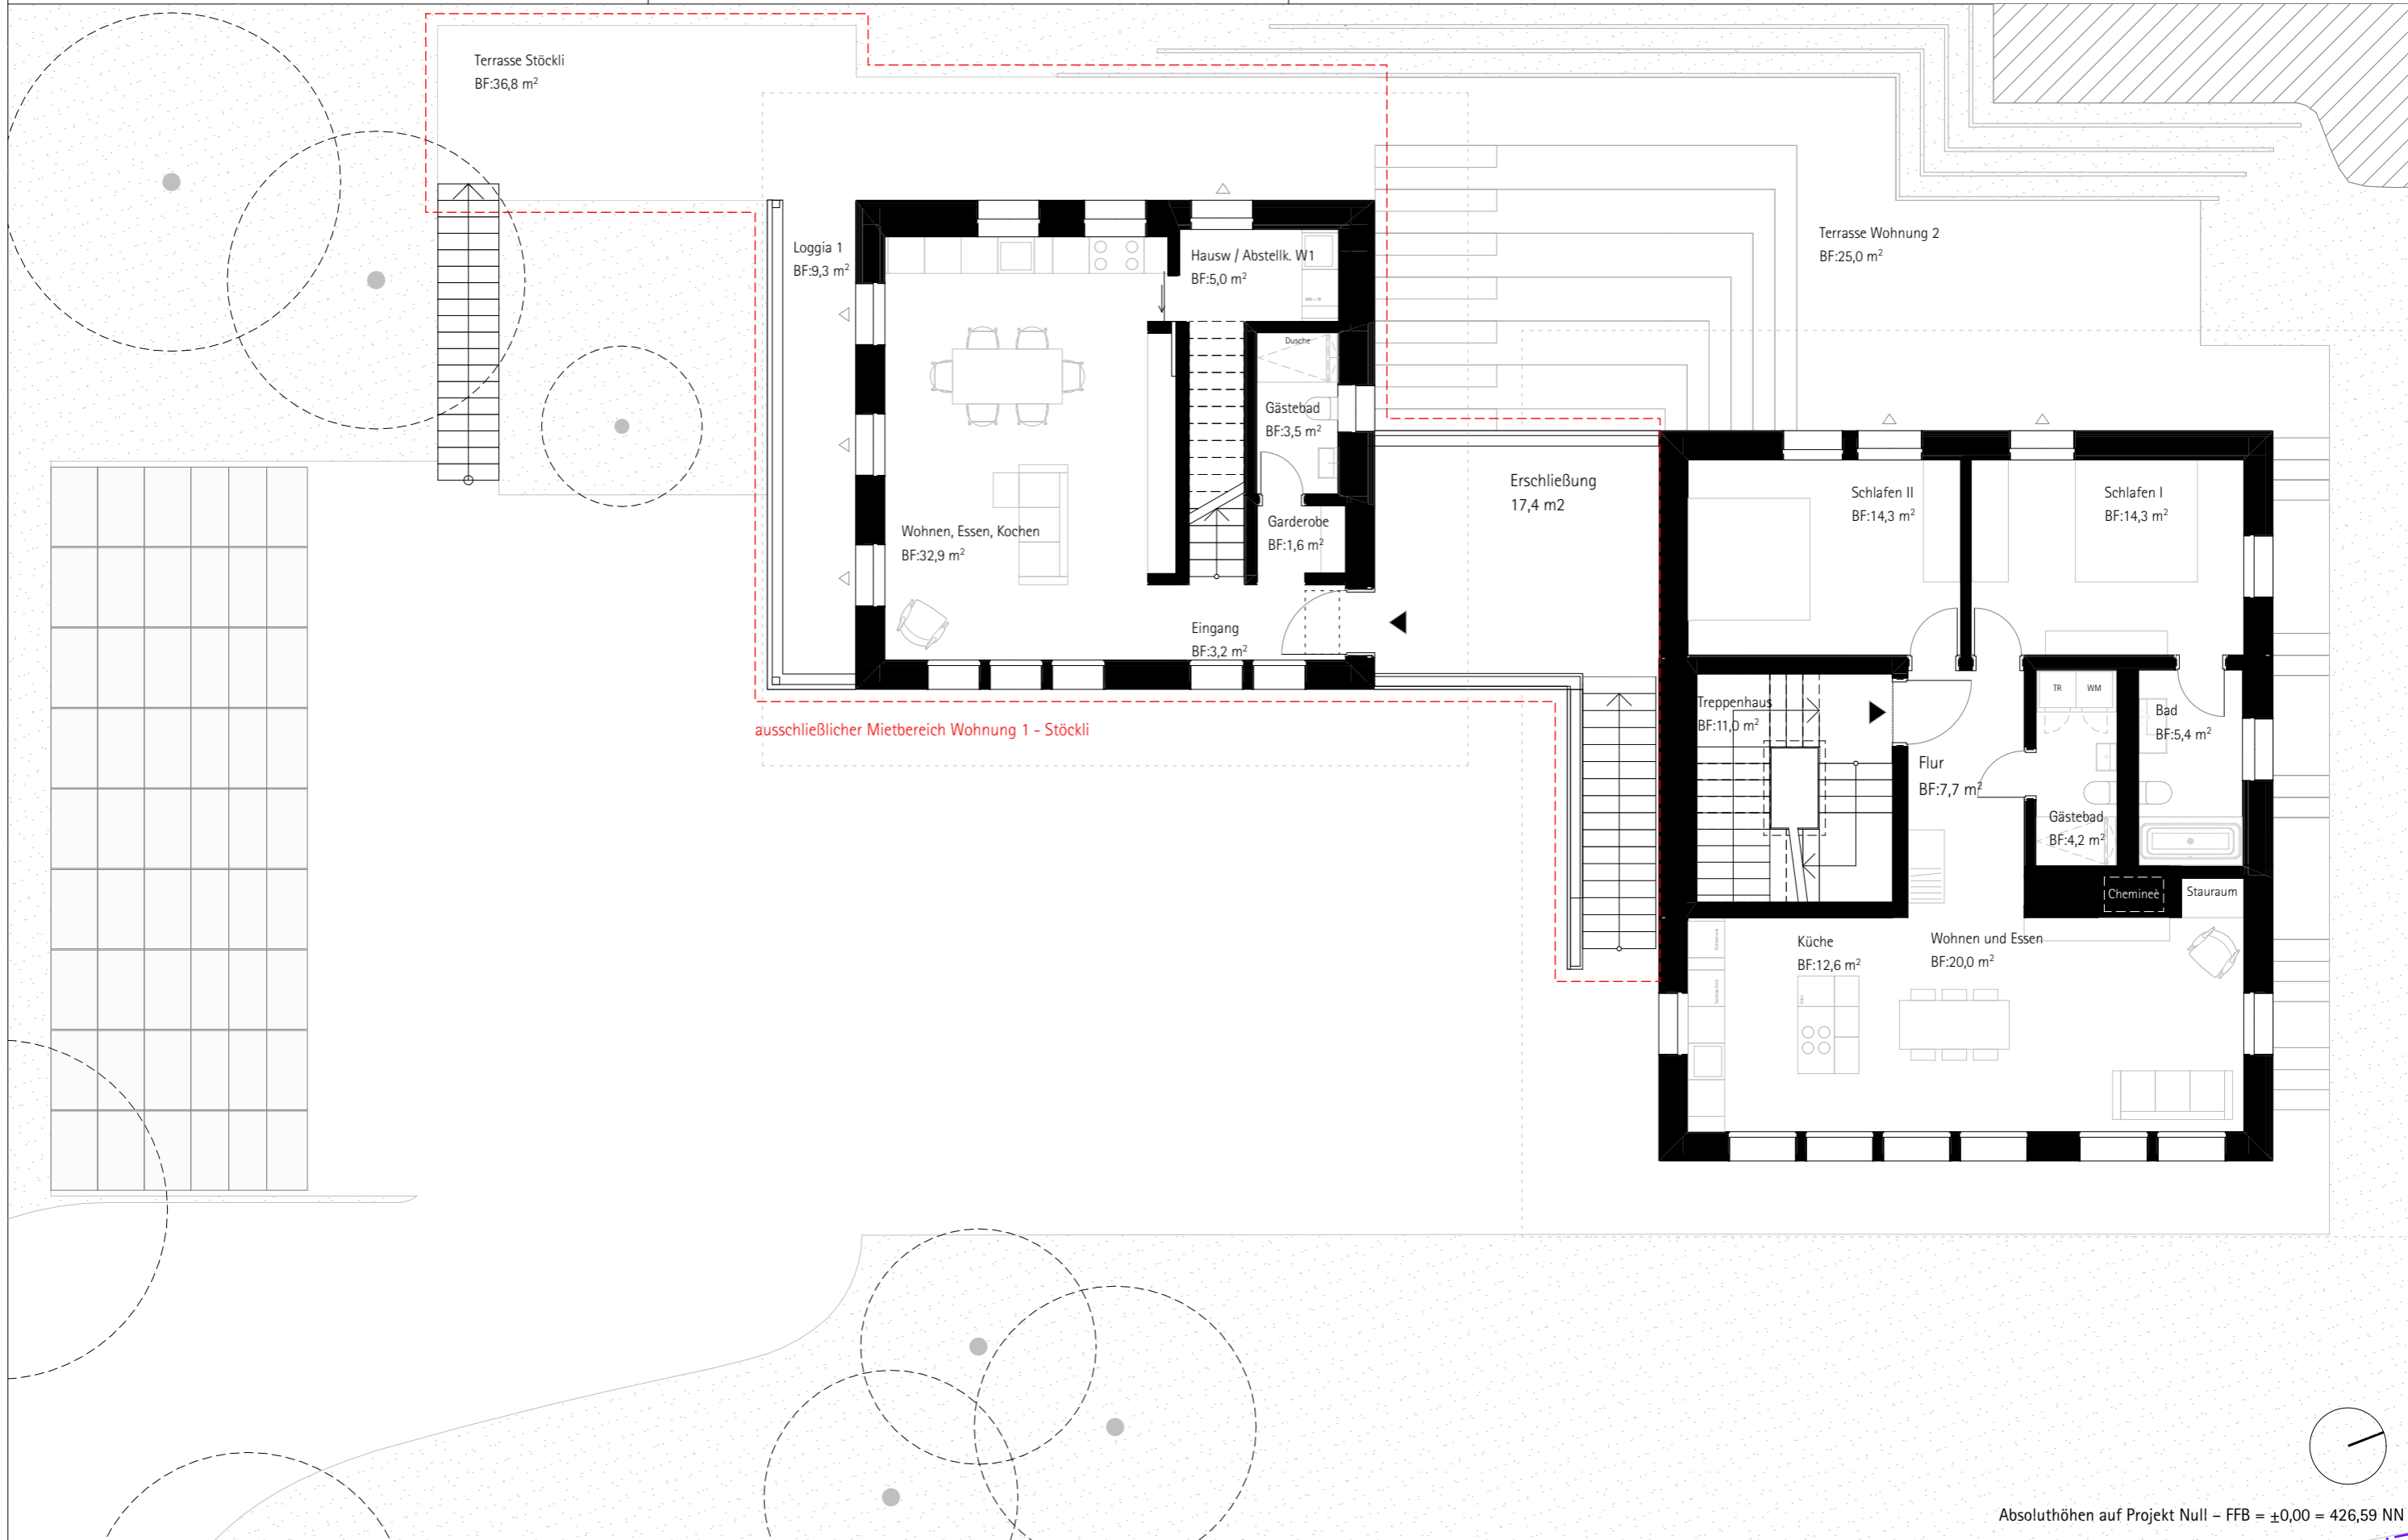 Terrasse Stöckli
BF:36,8 m²
Loggia 1
BF:9,3 m²
Hausw / Abstellk. W1
BF:5,0 m²
Terrasse Wohnung 2
BF:25,0 m²
Dusche
Gästebad
BF:3,5 m²
Erschließung
17,4 m2
Schlafen II
BF:14,3 m²
Schlafen I
BF:14,3 m²
Wohnen, Essen, Kochen
BF:32,9 m²
Garderobe
BF:1,6 m²
Eingang
BF:3,2 m²
ausschließlicher Mietbereich Wohnung 1 - Stöckli
Treppenhaus
BF:11,0 m²
TR
WM
Bad
BF:5,4 m²
Flur
BF:7,7 m²
Gästebad
BF:4,2 m²
Chemineè
Stauraum
Küche
BF:12,6 m²
Wohnen und Essen
BF:20,0 m²
Absoluthöhen auf Projekt Null – FFB = ±0,00 = 426,59 NN